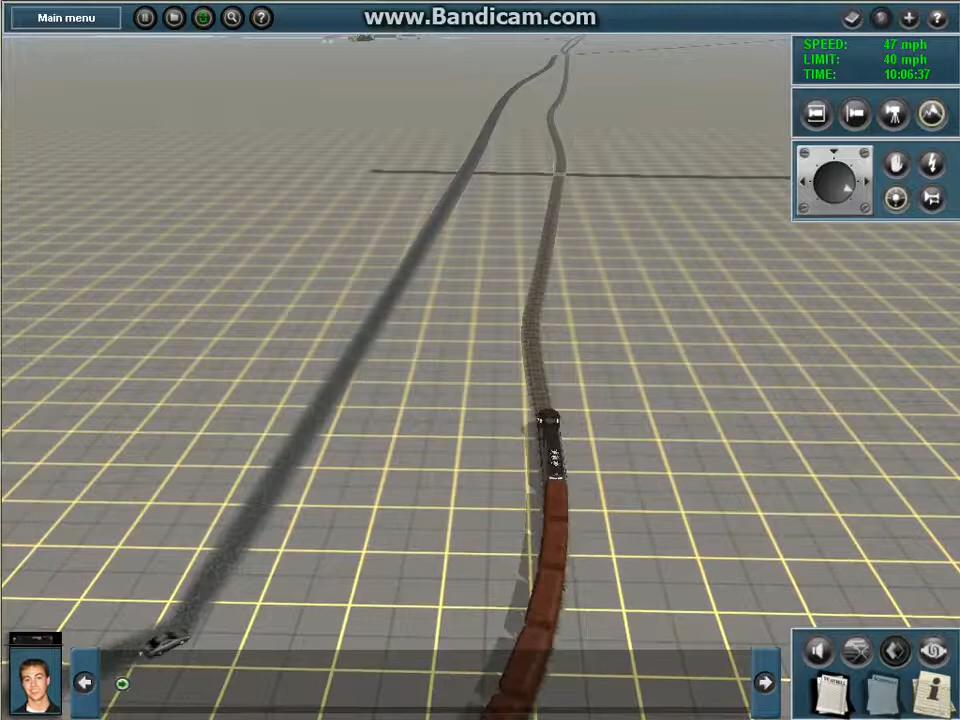 Main menu
www.Bandicam.com
SPEED: 47 mph
LIMIT: 40 mph
TIME: 10:06:37